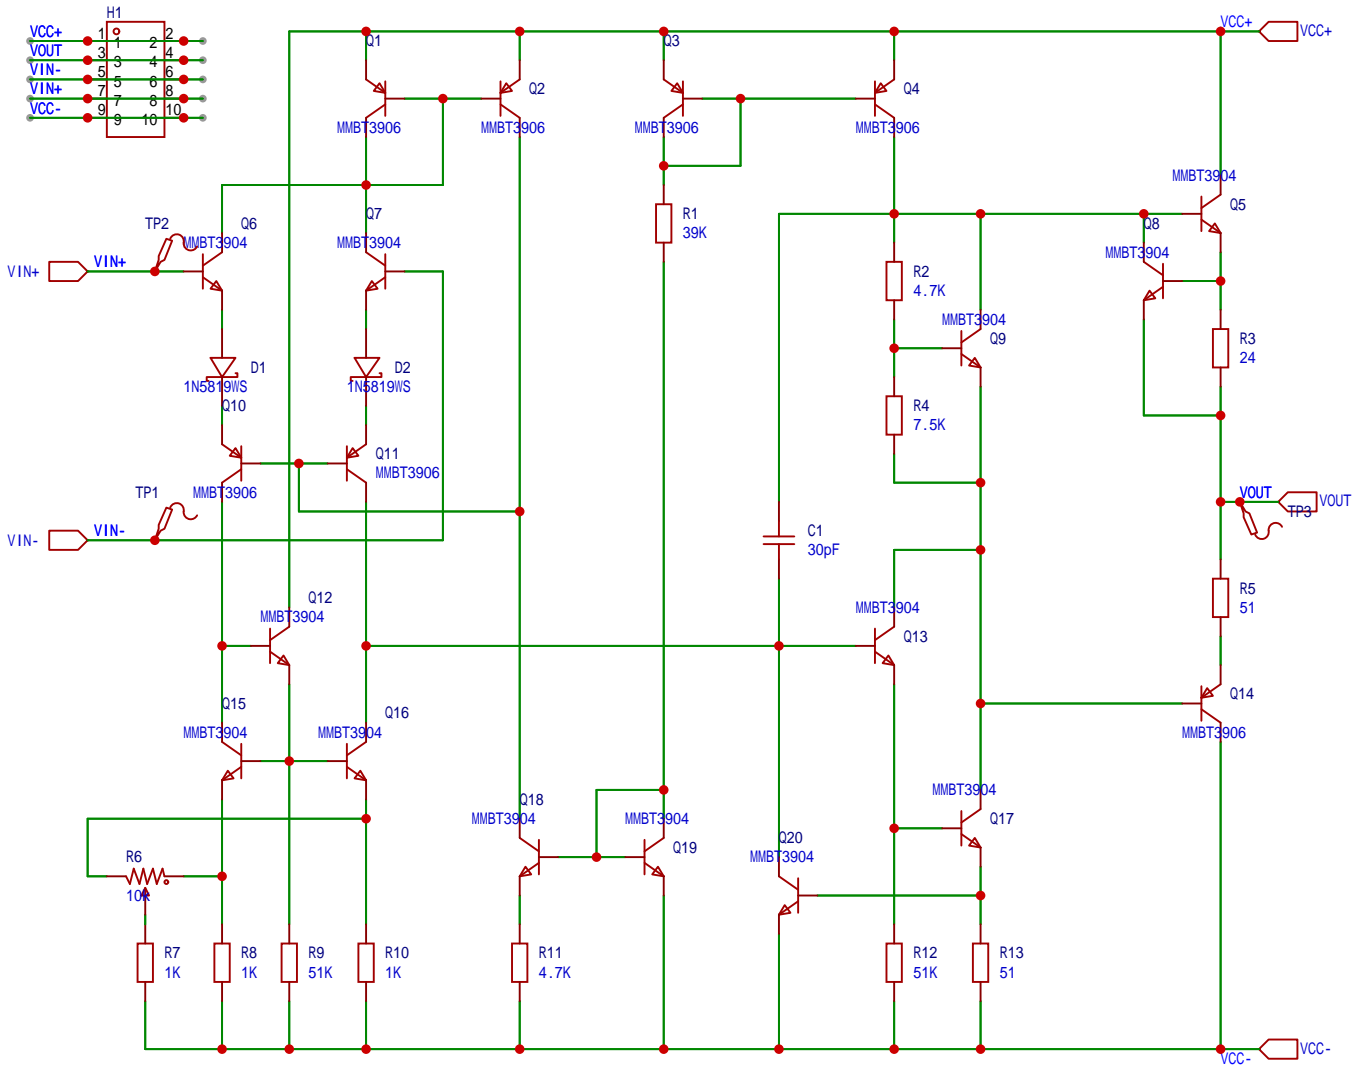 H1
VCC+ 1 1 2 2
VOUT 3 3 4 4
VIN- 5 5 6 6
VIN+ 7 7 8 8
VCC- 9 9 10 10
Q1
MMBT3906
Q2
MMBT3906
Q3
MMBT3906
Q4
MMBT3906
VCC+ VCC+
MMBT3904
Q5
TP2
Q6
MMBT3904
VIN+ VIN+
Q7
MMBT3904
R1
39K
Q8
MMBT3904
R2
4.7K
MMBT3904
Q9
R3
24
D1
1N5819WS
D2
1N5819WS
Q10
MMBT3906
Q11
MMBT3906
R4
7.5K
TP1
VIN- VIN-
C1
30pF
VOUT VOUT
TP3
Q12
MMBT3904
MMBT3904
Q13
R5
51
Q15
MMBT3904
Q16
MMBT3904
Q14
MMBT3906
Q18
MMBT3904
MMBT3904
Q19
MMBT3904
Q17
Q20
MMBT3904
R6
10K
R7
1K
R8
1K
R9
51K
R10
1K
R11
4.7K
R12
51K
R13
51
VCC- VCC-